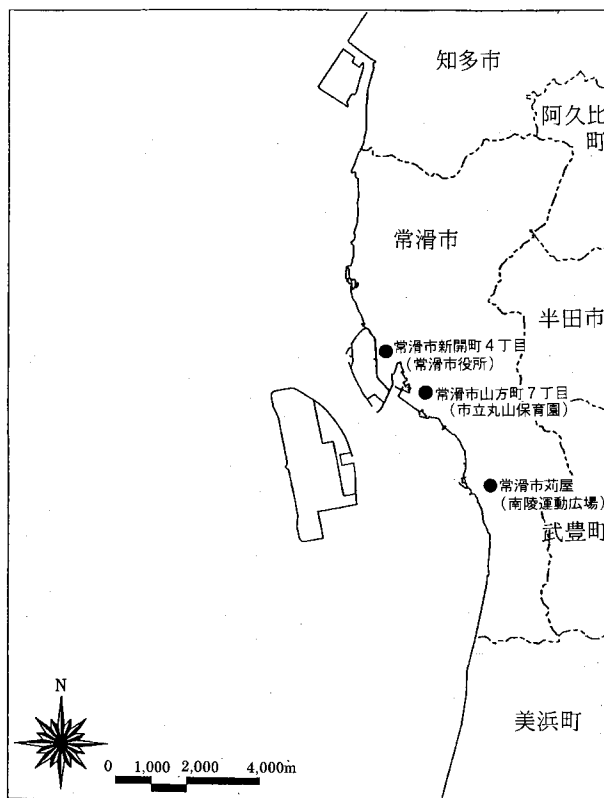 知多市
阿久比
町
常滑市
半田市
常滑市新開町4丁目
(常滑市役所)
常滑市山方町7丁目
(市立丸山保育園)
常滑市苅屋
(南陵運動広場)
武豊町
美浜町
N
0 1,000 2,000 4,000m